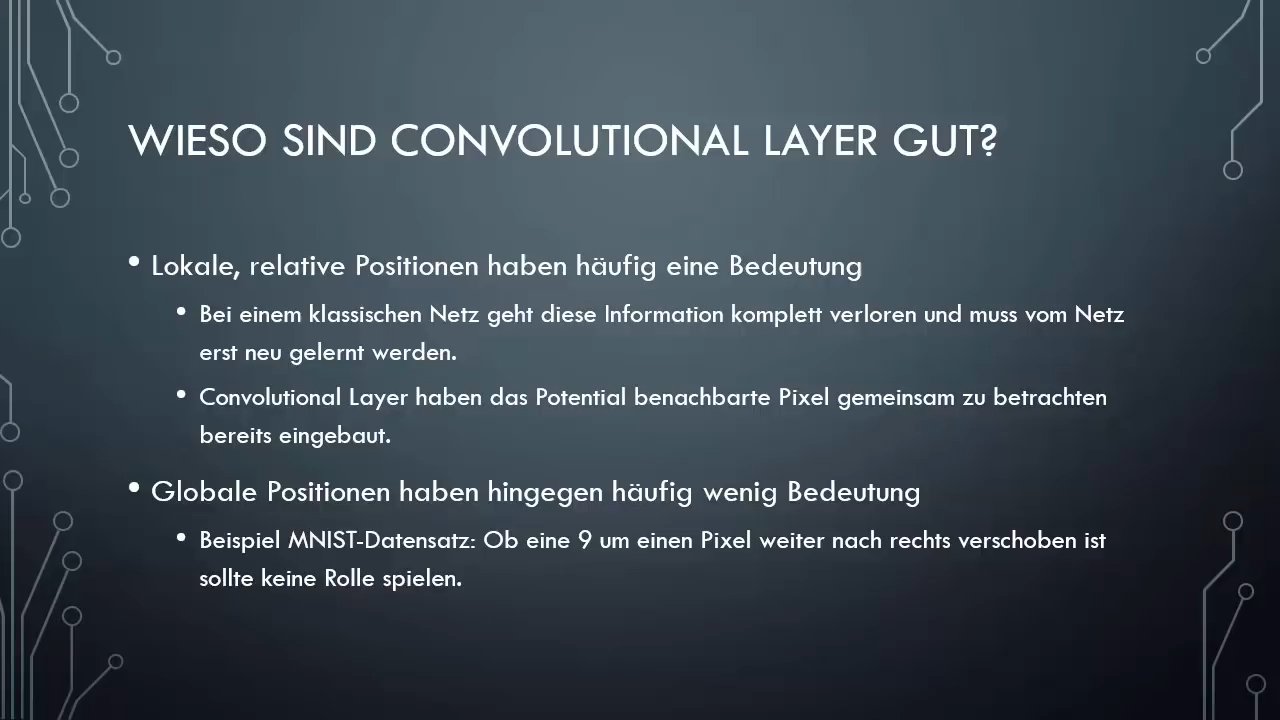 WIESO SIND CONVOLUTIONAL LAYER GUT?
• Lokale, relative Positionen haben häufig eine Bedeutung
• Bei einem klassischen Netz geht diese Information komplett verloren und muss vom Netz
erst neu gelernt werden.
• Convolutional Layer haben das Potential benachbarte Pixel gemeinsam zu betrachten
bereits eingebaut.
• Globale Positionen haben hingegen häufig wenig Bedeutung
• Beispiel MNIST-Datensatz: Ob eine 9 um einen Pixel weiter nach rechts verschoben ist
sollte keine Rolle spielen.